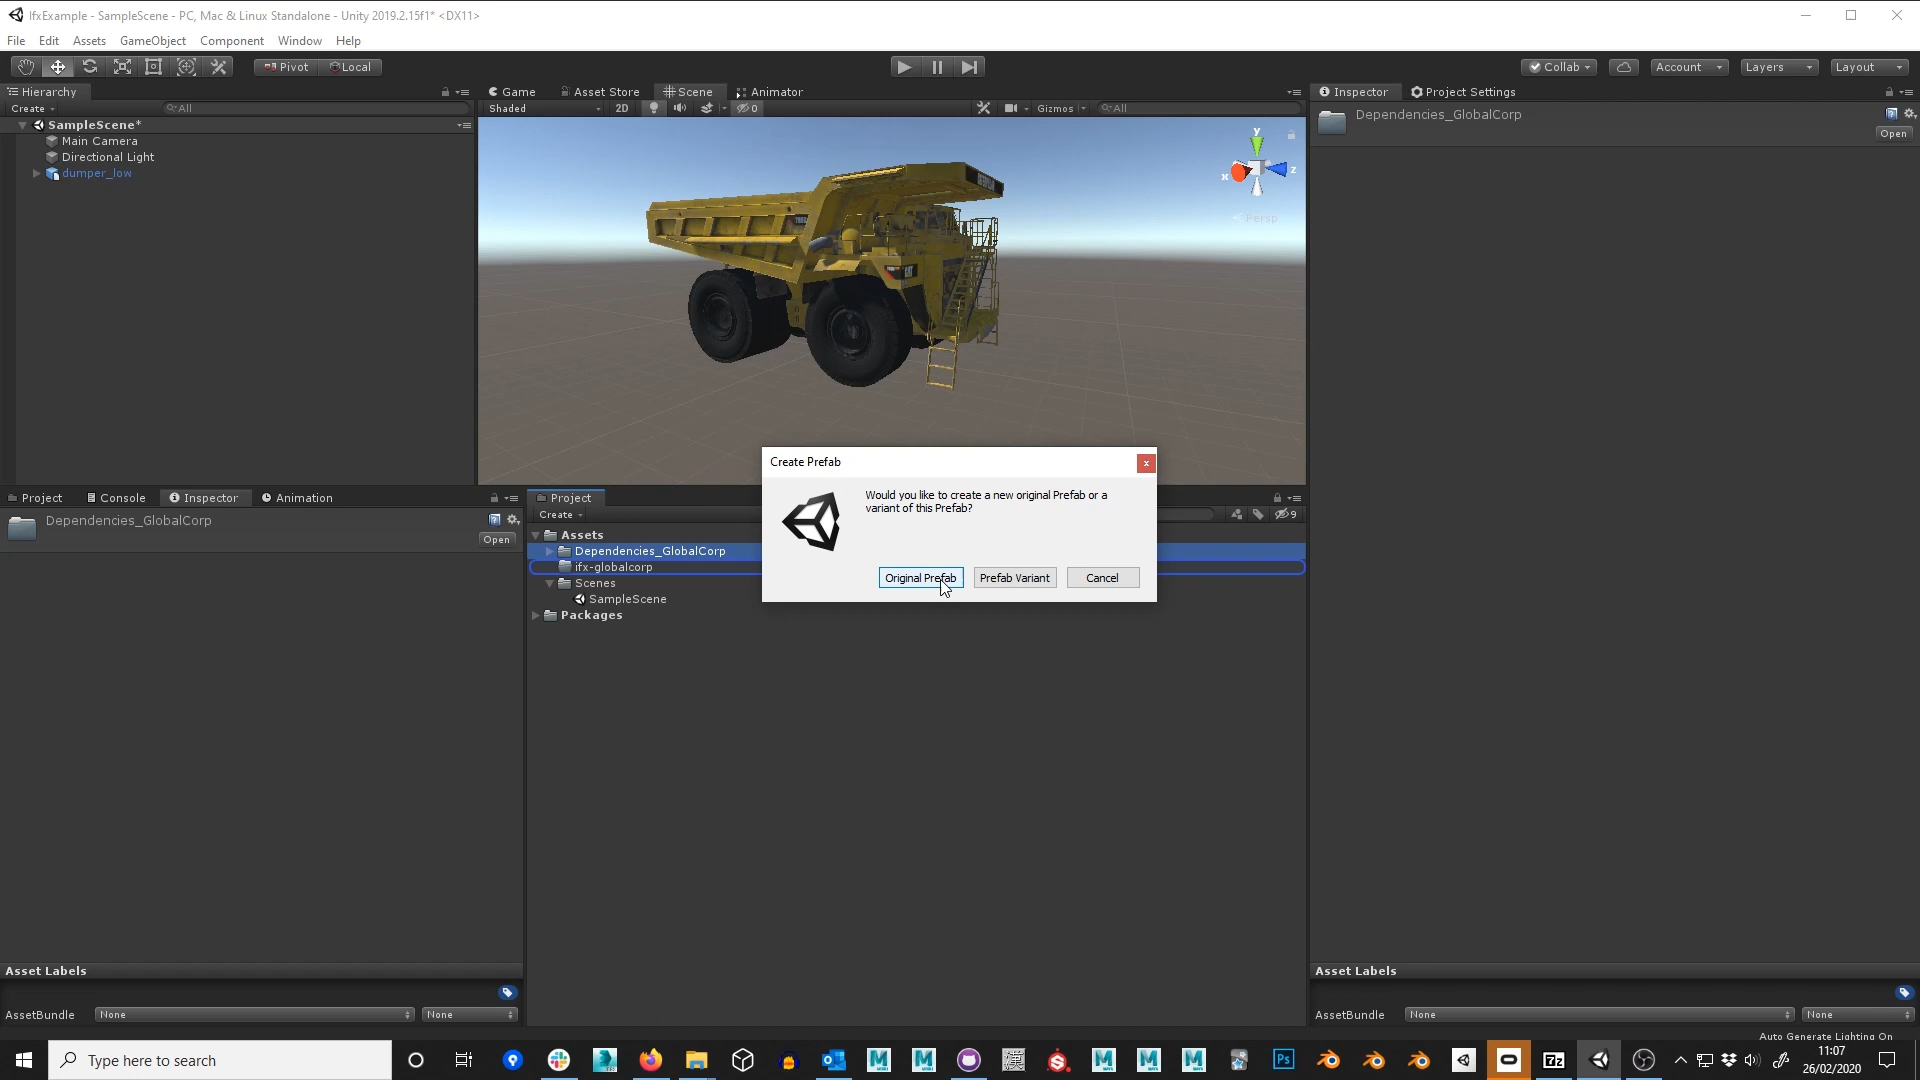 IfxExample - SampleScene - PC, Mac & Linux Standalone - Unity 2019.2.15f1* <DX11>
File Edit Assets GameObject Component Window Help
Pivot Local
Collab Account Layers Layout
Hierarchy
Create All
SampleScene*
Main Camera
Directional Light
dumper_low
Game Asset Store Scene Animator
Shaded 2D 0 Gizmos All
y
x z
Persp
CAT
Inspector Project Settings
Dependencies_GlobalCorp
Open
Project Console Inspector Animation
Dependencies_GlobalCorp
Open
Project
Create 9
Assets
Dependencies_GlobalCorp
ifx-globalcorp
Scenes
SampleScene
Packages
Create Prefab
x
Would you like to create a new original Prefab or a
variant of this Prefab?
Original Prefab Prefab Variant Cancel
Asset Labels
AssetBundle None None
Asset Labels
AssetBundle None None
Auto Generate Lighting On
Type here to search
Ps
7z
11:07
26/02/2020